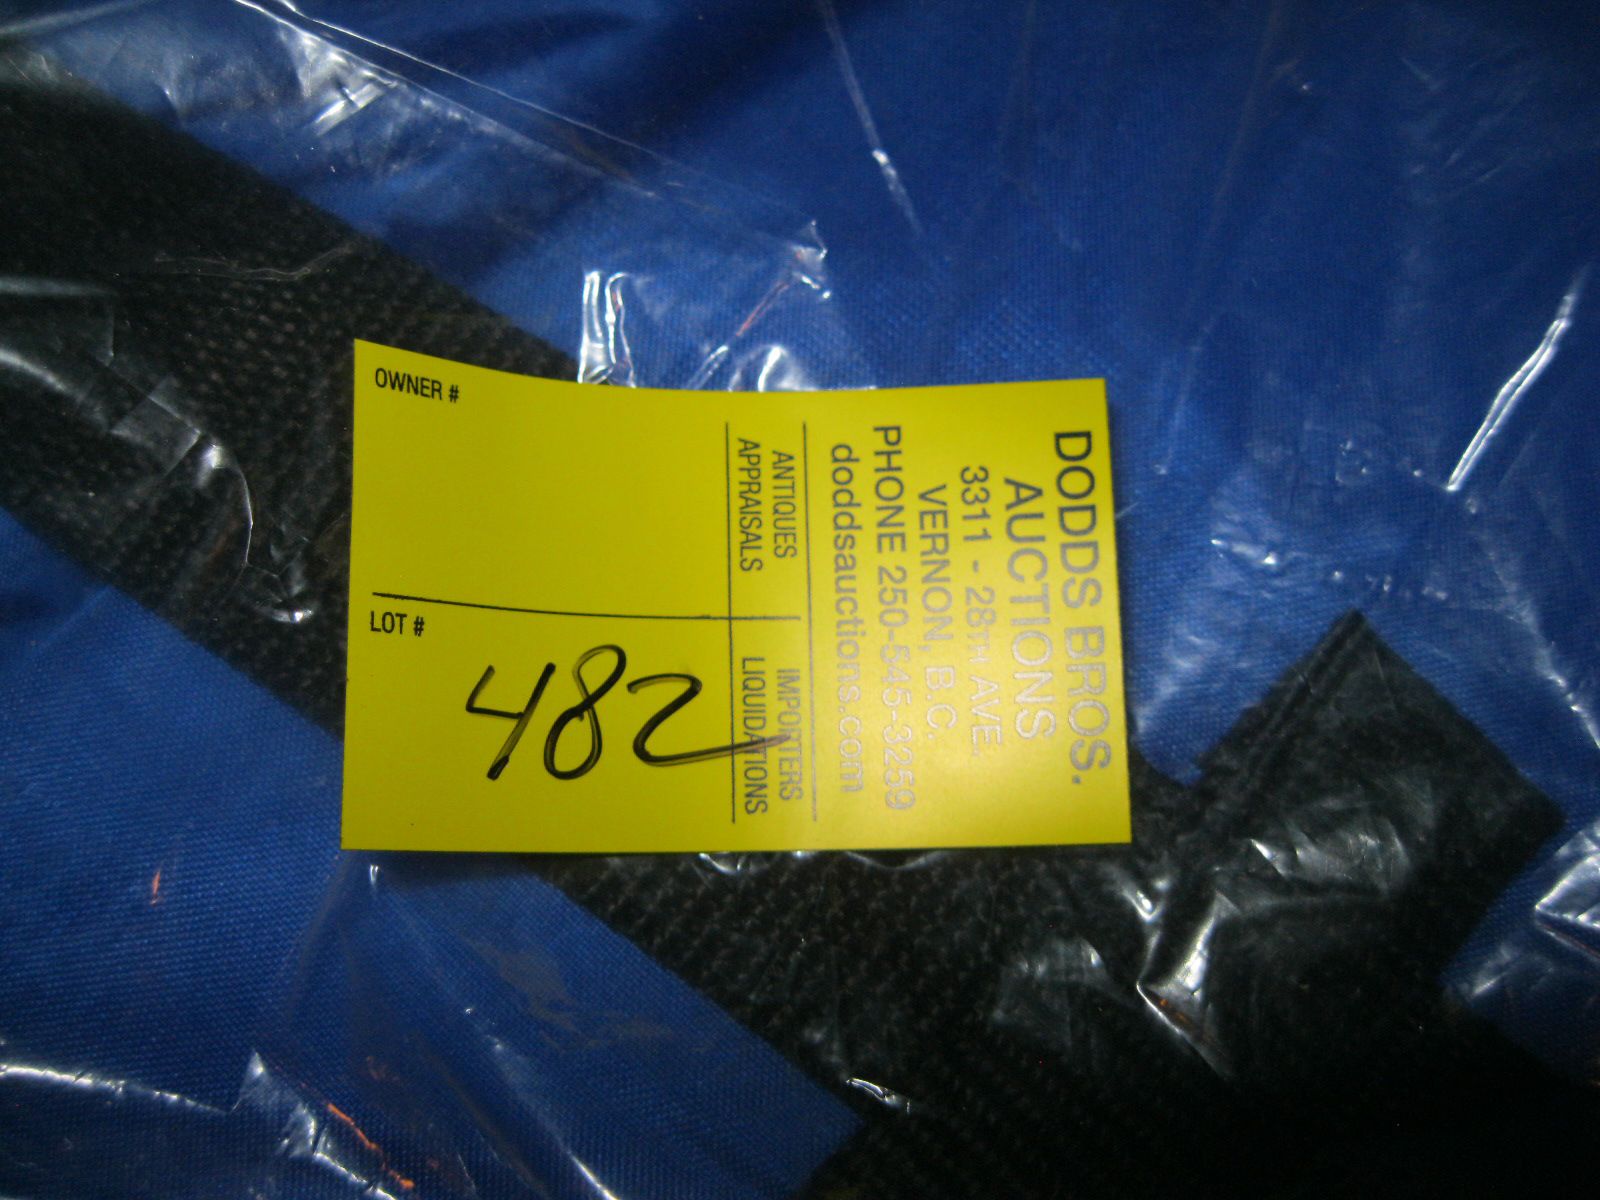 DODDS BROS.
AUCTIONS
3311 - 28TH AVE.
VERNON, B.C.
PHONE 250-545-3259
doddsauctions.com
ANTIQUES
APPRAISALS
IMPORTERS
LIQUIDATIONS
OWNER #
LOT #
482